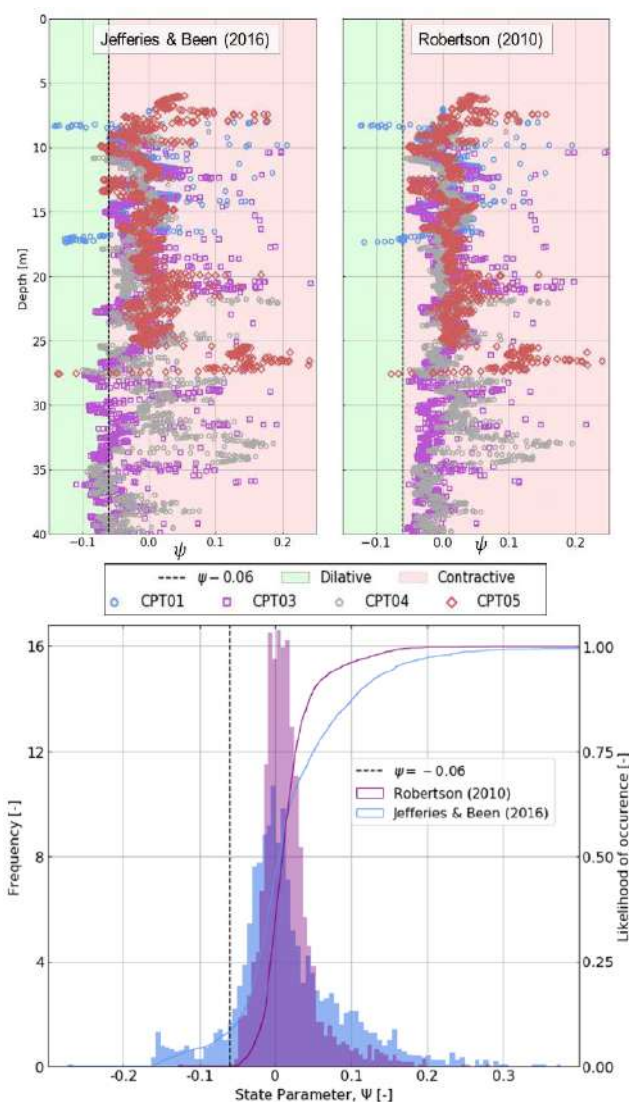 Jefferies & Been (2016)
Robertson (2010)
0
5
10
15
20
25
30
35
40
Depth [m]
−0.1 0.0 0.1 0.2
ψ
−0.1 0.0 0.1 0.2
ψ
ψ − 0.06 Dilative Contractive
CPT01 CPT03 CPT04 CPT05
16
12
8
4
0
Frequency [-]
1.00
0.75
0.50
0.25
0.00
Likelihood of occurence [-]
ψ = −0.06
Robertson (2010)
Jefferies & Been (2016)
-0.2 -0.1 0 0.1 0.2 0.3
State Parameter, Ψ [-]